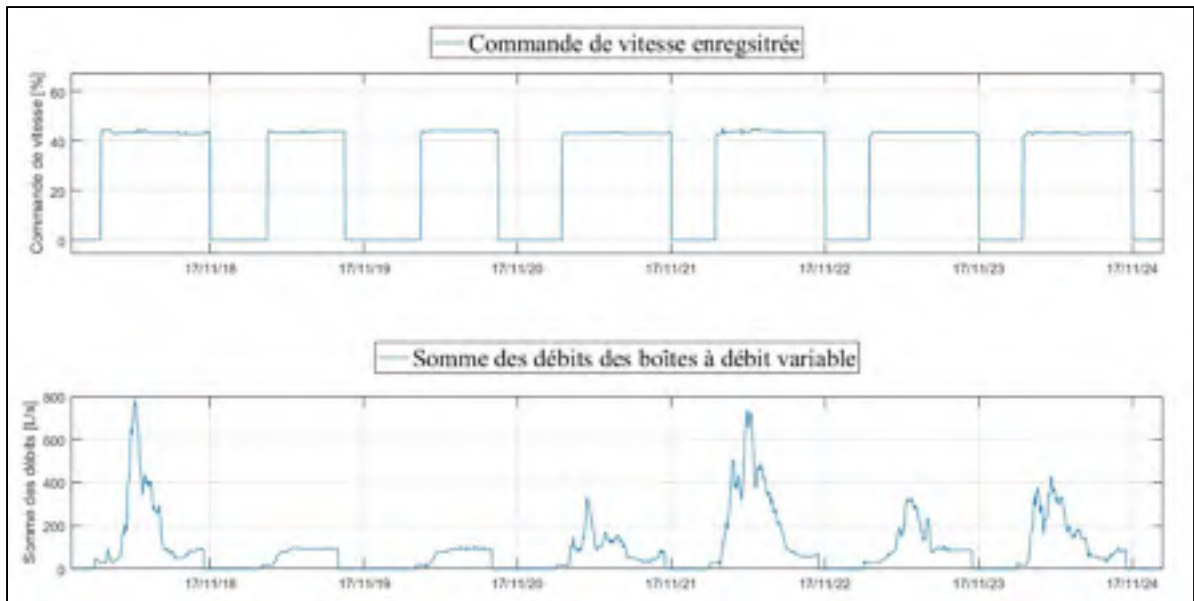 Commande de vitesse enregsitrée
Commande de vitesse [%]
60
40
20
0
17/11/18 17/11/19 17/11/20 17/11/21 17/11/22 17/11/23 17/11/24
Somme des débits des boîtes à débit variable
Somme des débits [L/s]
800
600
400
200
0
17/11/18 17/11/19 17/11/20 17/11/21 17/11/22 17/11/23 17/11/24